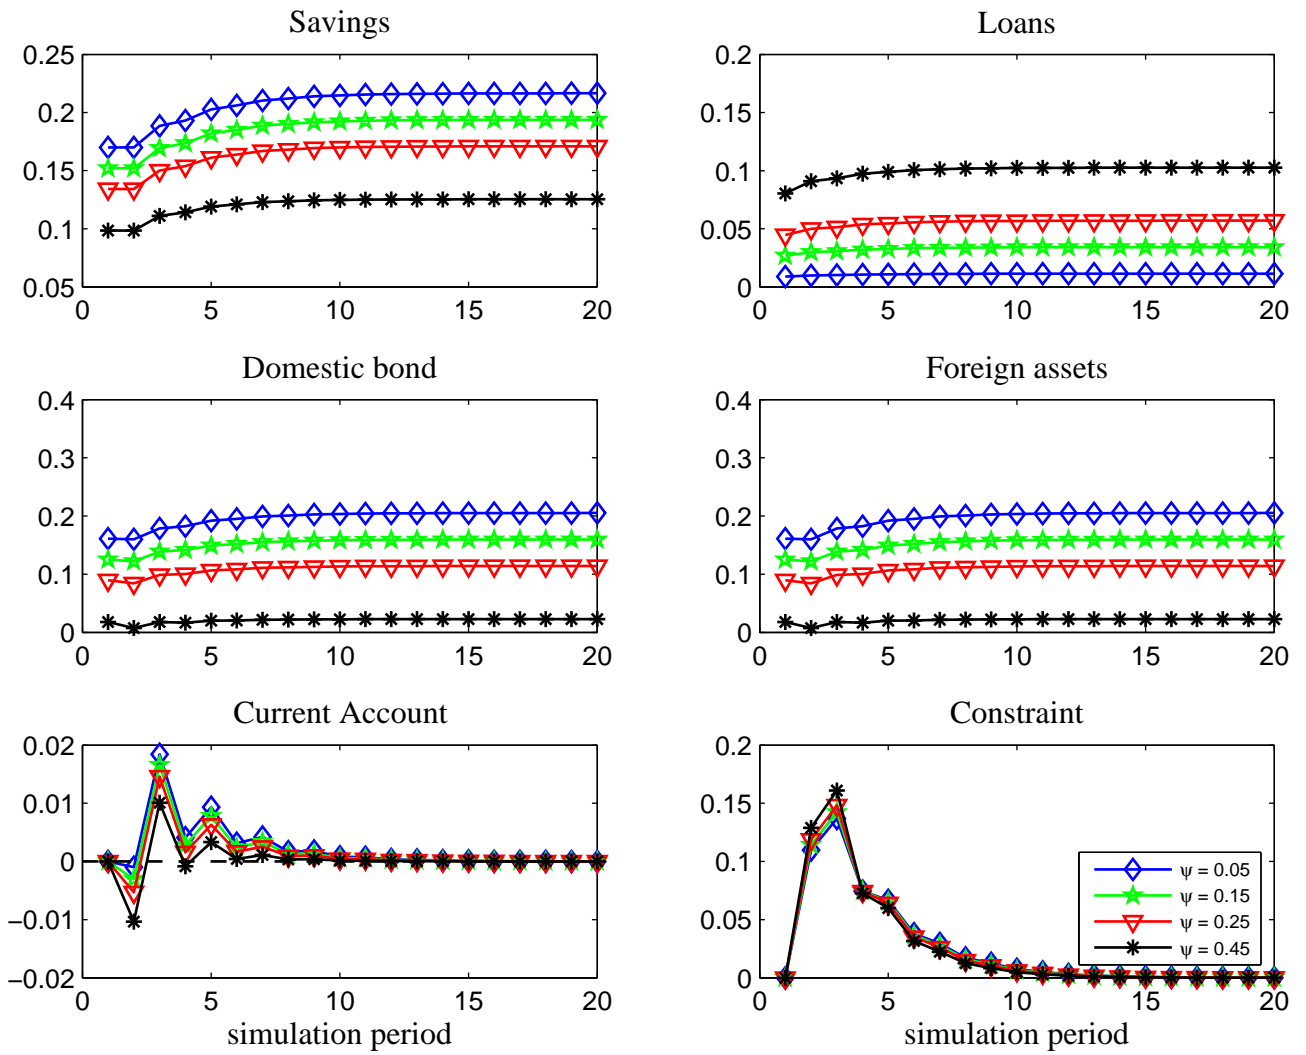 Savings
0.25
0.2
0.15
0.1
0.05
0 5 10 15 20
Loans
0.2
0.15
0.1
0.05
0
0 5 10 15 20
Domestic bond
0.4
0.3
0.2
0.1
0
0 5 10 15 20
Foreign assets
0.4
0.3
0.2
0.1
0
0 5 10 15 20
Current Account
0.02
0.01
0
−0.01
−0.02
0 5 10 15 20
simulation period
Constraint
0.2
0.15
0.1
0.05
0
ψ = 0.05
ψ = 0.15
ψ = 0.25
ψ = 0.45
0 5 10 15 20
simulation period